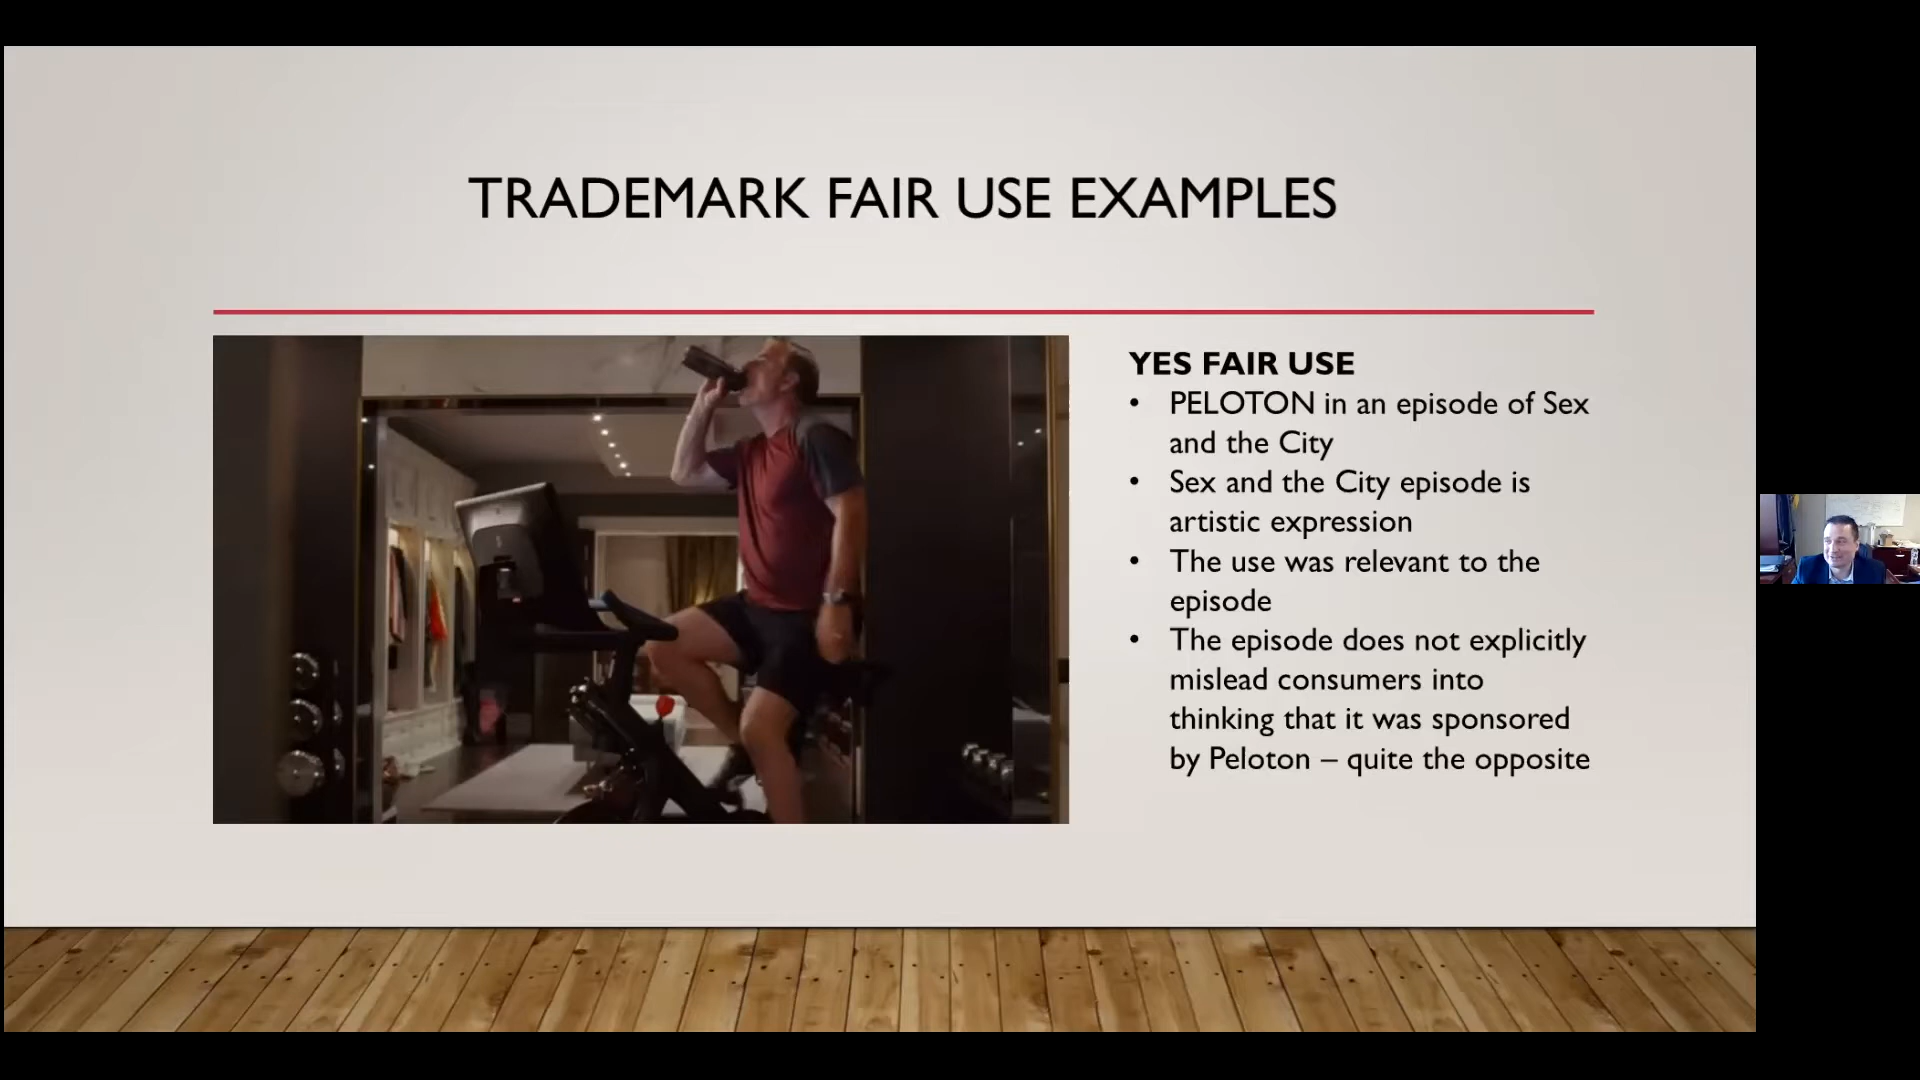 TRADEMARK FAIR USE EXAMPLES
YES FAIR USE
• PELOTON in an episode of Sex
and the City
• Sex and the City episode is
artistic expression
• The use was relevant to the
episode
• The episode does not explicitly
mislead consumers into
thinking that it was sponsored
by Peloton – quite the opposite